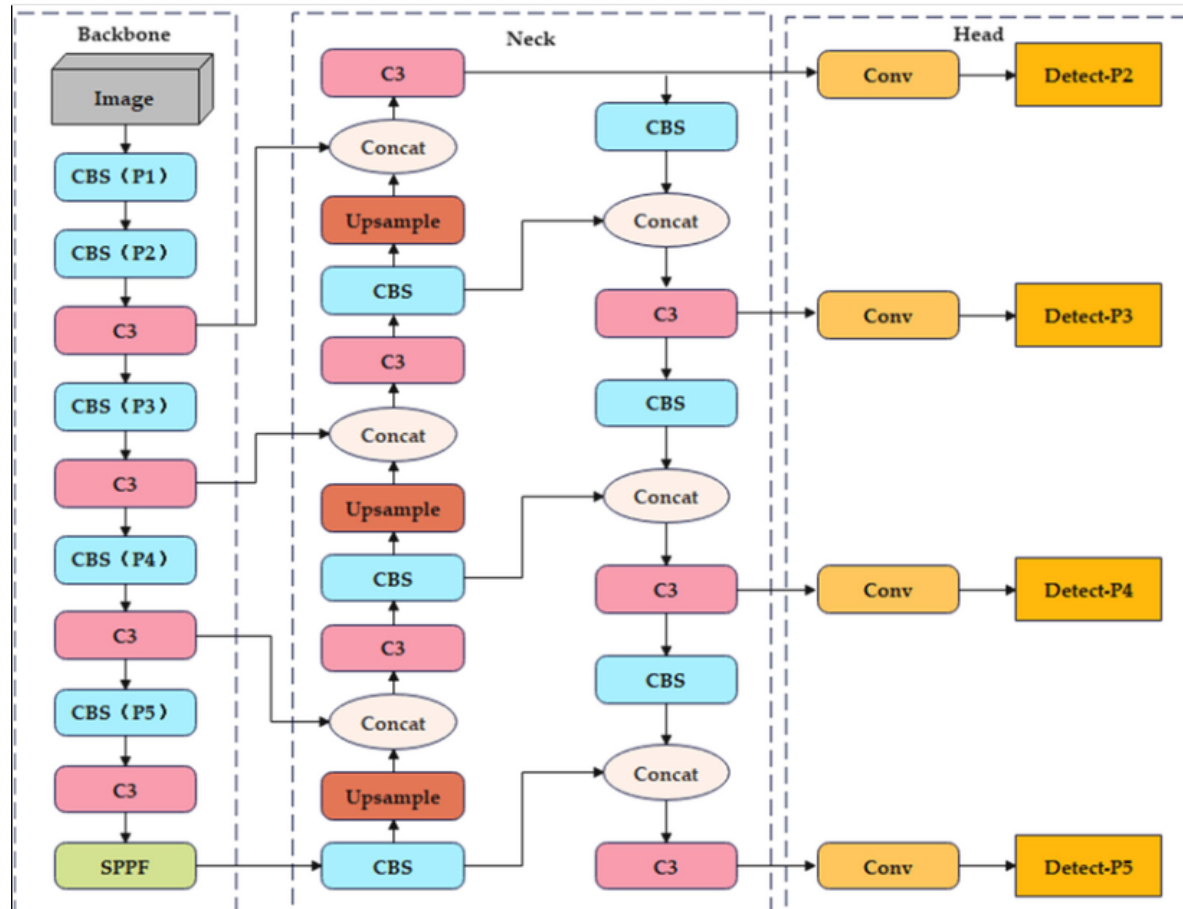 Backbone
Image
CBS（P1）
CBS（P2）
C3
CBS（P3）
C3
CBS（P4）
C3
CBS（P5）
C3
SPPF
Neck
C3
Concat
Upsample
CBS
C3
Concat
Upsample
CBS
C3
Concat
Upsample
CBS
CBS
Concat
C3
CBS
Concat
C3
CBS
Concat
C3
Head
Conv
Detect-P2
Conv
Detect-P3
Conv
Detect-P4
Conv
Detect-P5